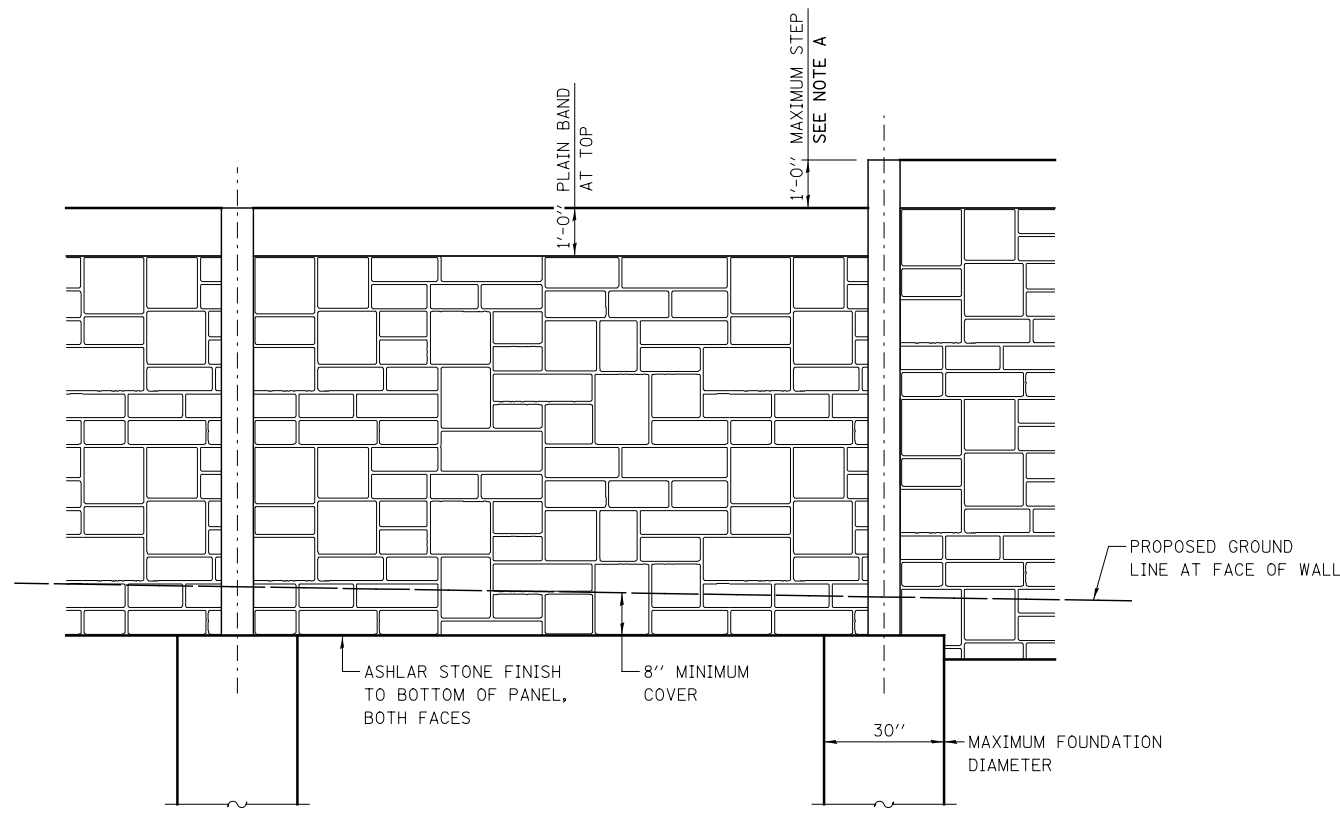 1'-0'' PLAIN BAND
AT TOP
1'-0'' MAXIMUM STEP
SEE NOTE A
PROPOSED GROUND
LINE AT FACE OF WALL
ASHLAR STONE FINISH
TO BOTTOM OF PANEL,
BOTH FACES
8'' MINIMUM
COVER
30''
MAXIMUM FOUNDATION
DIAMETER